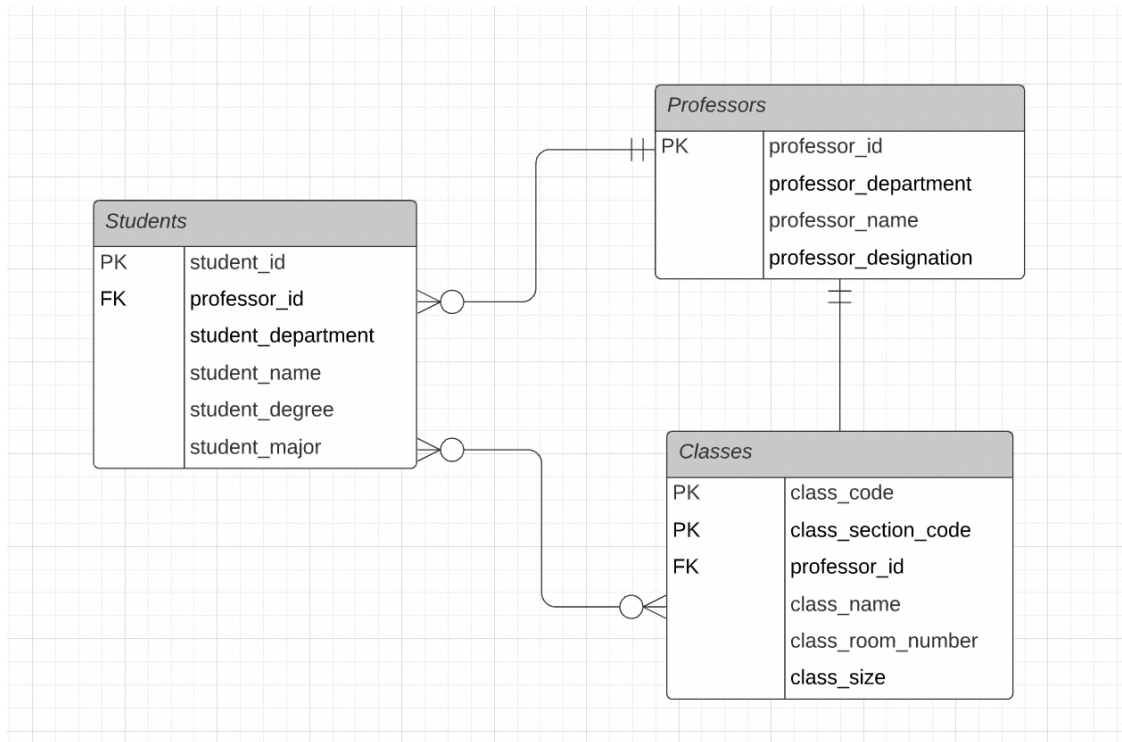 Professors
PK professor_id
professor_department
professor_name
professor_designation
Students
PK student_id
FK professor_id
student_department
student_name
student_degree
student_major
Classes
PK class_code
PK class_section_code
FK professor_id
class_name
class_room_number
class_size